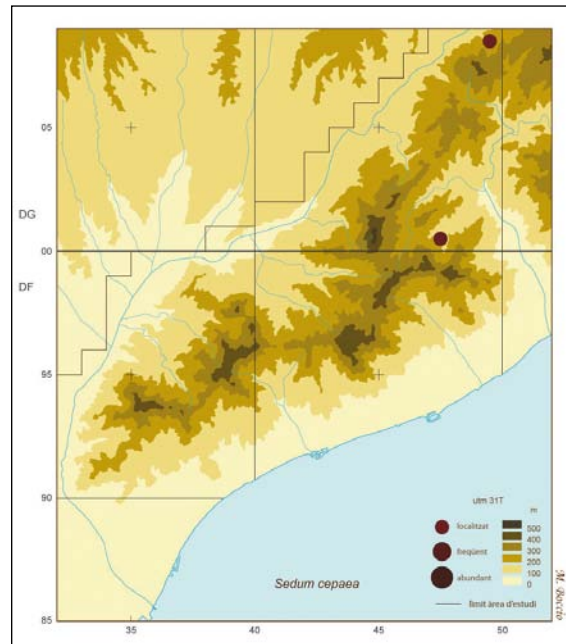 05
DG
00
DF
95
90
utm 31T
m
localitzat
500
freqüent
400
300
200
abundant
100
0
Sedum cepaea
límit àrea d'estudi
M. Boccio
85
35
40
45
50